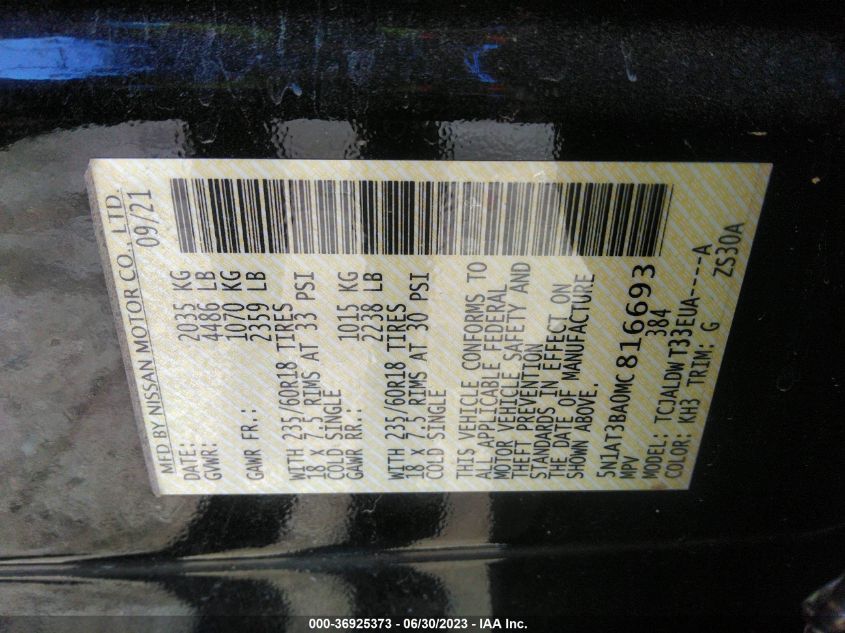 MFD BY NISSAN MOTOR CO., LTD.
DATE: 09/21
GVWR: 2035 KG
4486 LB
GAWR FR.: 1070 KG
2359 LB
WITH 235/60R18 TIRES
18 x 7.5 RIMS AT 33 PSI
COLD SINGLE
GAWR RR.: 1015 KG
2238 LB
WITH 235/60R18 TIRES
18 x 7.5 RIMS AT 30 PSI
COLD SINGLE
THIS VEHICLE CONFORMS TO
ALL APPLICABLE FEDERAL
MOTOR VEHICLE SAFETY AND
THEFT PREVENTION
STANDARDS IN EFFECT ON
THE DATE OF MANUFACTURE
SHOWN ABOVE.
5N1AT3BA0MC816693
MPV 384
MODEL: TCJALDW T33EUA-----A
COLOR: KH3 TRIM: G ZS30A
000-36925373 - 06/30/2023 - IAA Inc.